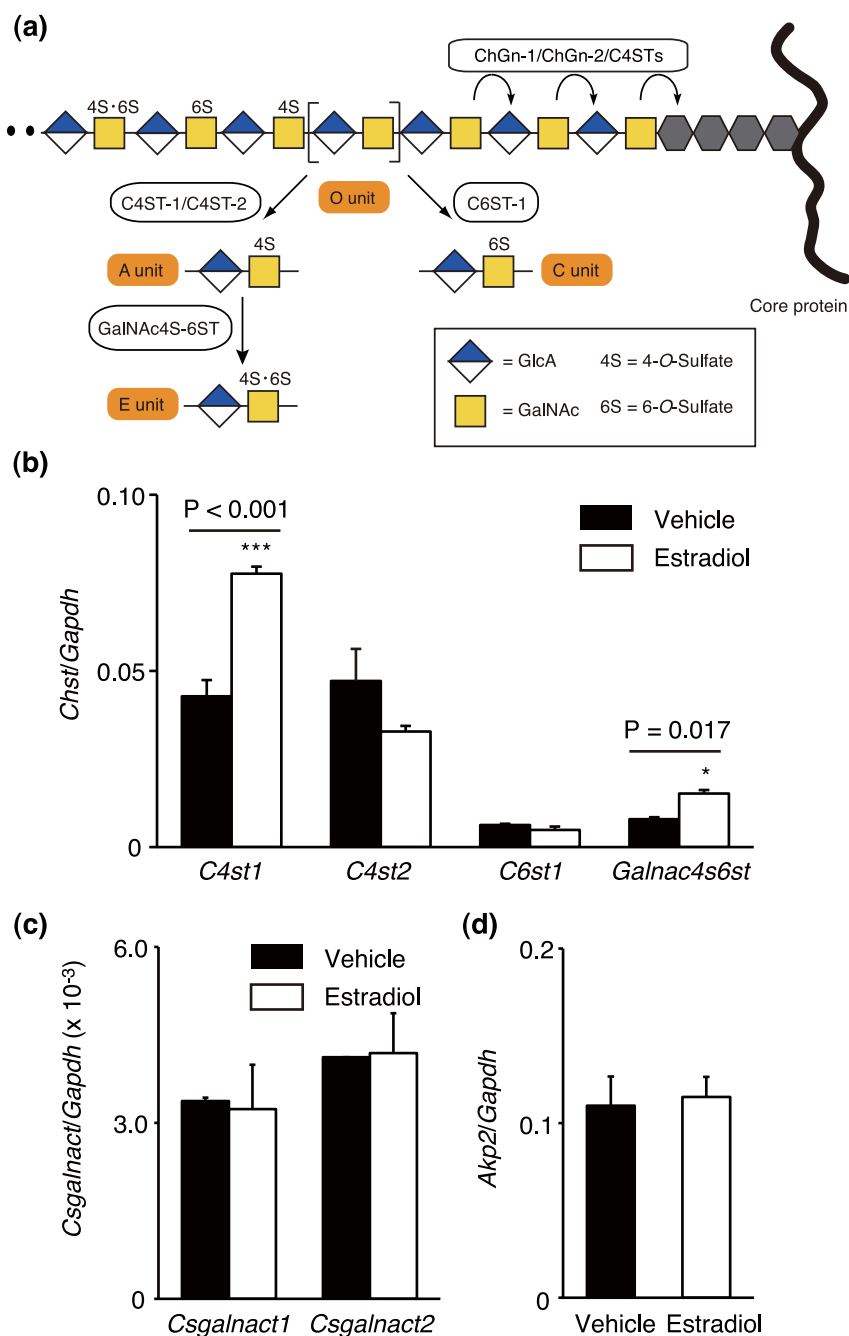 (a)
ChGn-1/ChGn-2/C4STs
4S·6S 6S 4S
C4ST-1/C4ST-2 O unit C6ST-1
4S 6S
A unit C unit
GalNAc4S-6ST
Core protein
4S·6S
E unit
= GlcA 4S = 4-O-Sulfate
= GalNAc 6S = 6-O-Sulfate
(b)
0.10
P < 0.001
***
Vehicle
Estradiol
Chst/Gapdh
0.05
P = 0.017
*
0
C4st1 C4st2 C6st1 Galnac4s6st
(c)
6.0
Vehicle
Estradiol
Csgalnact/Gapdh (x 10⁻³)
3.0
0
Csgalnact1 Csgalnact2
(d)
0.2
Akp2/Gapdh
0.1
0
Vehicle Estradiol